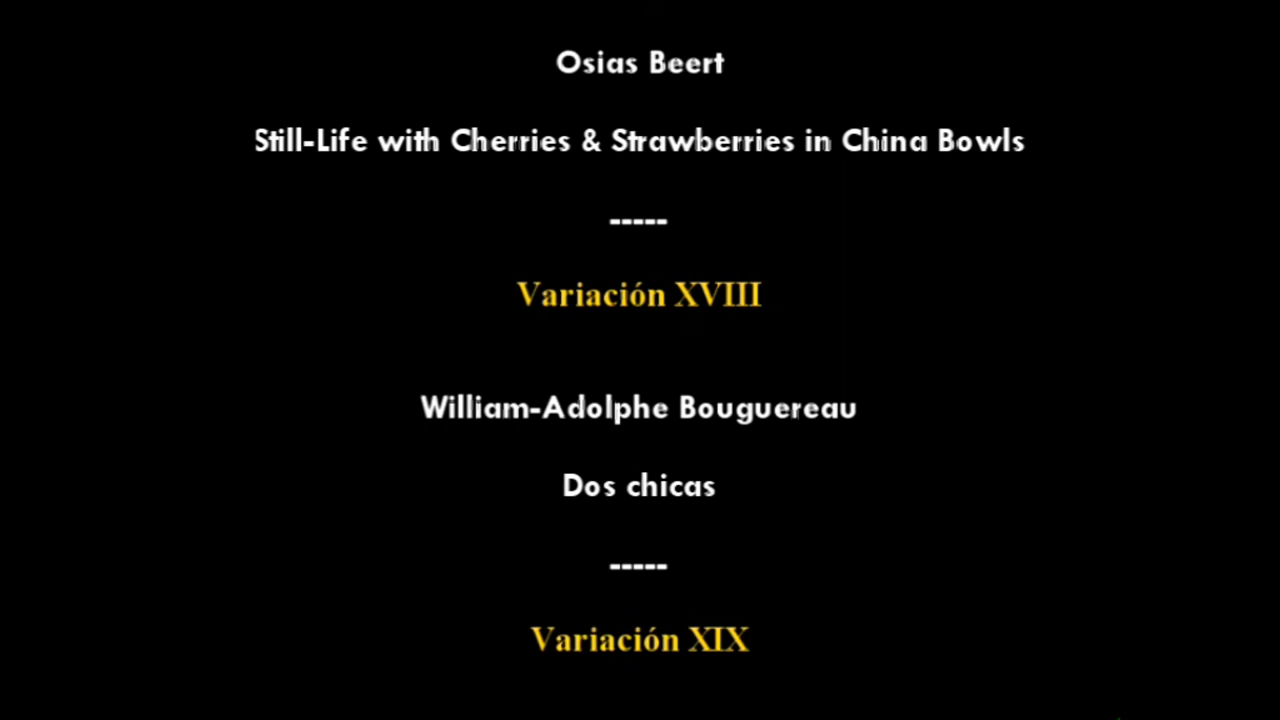 Osias Beert
Still-Life with Cherries & Strawberries in China Bowls
-----
Variación XVIII
William-Adolphe Bouguereau
Dos chicas
-----
Variación XIX